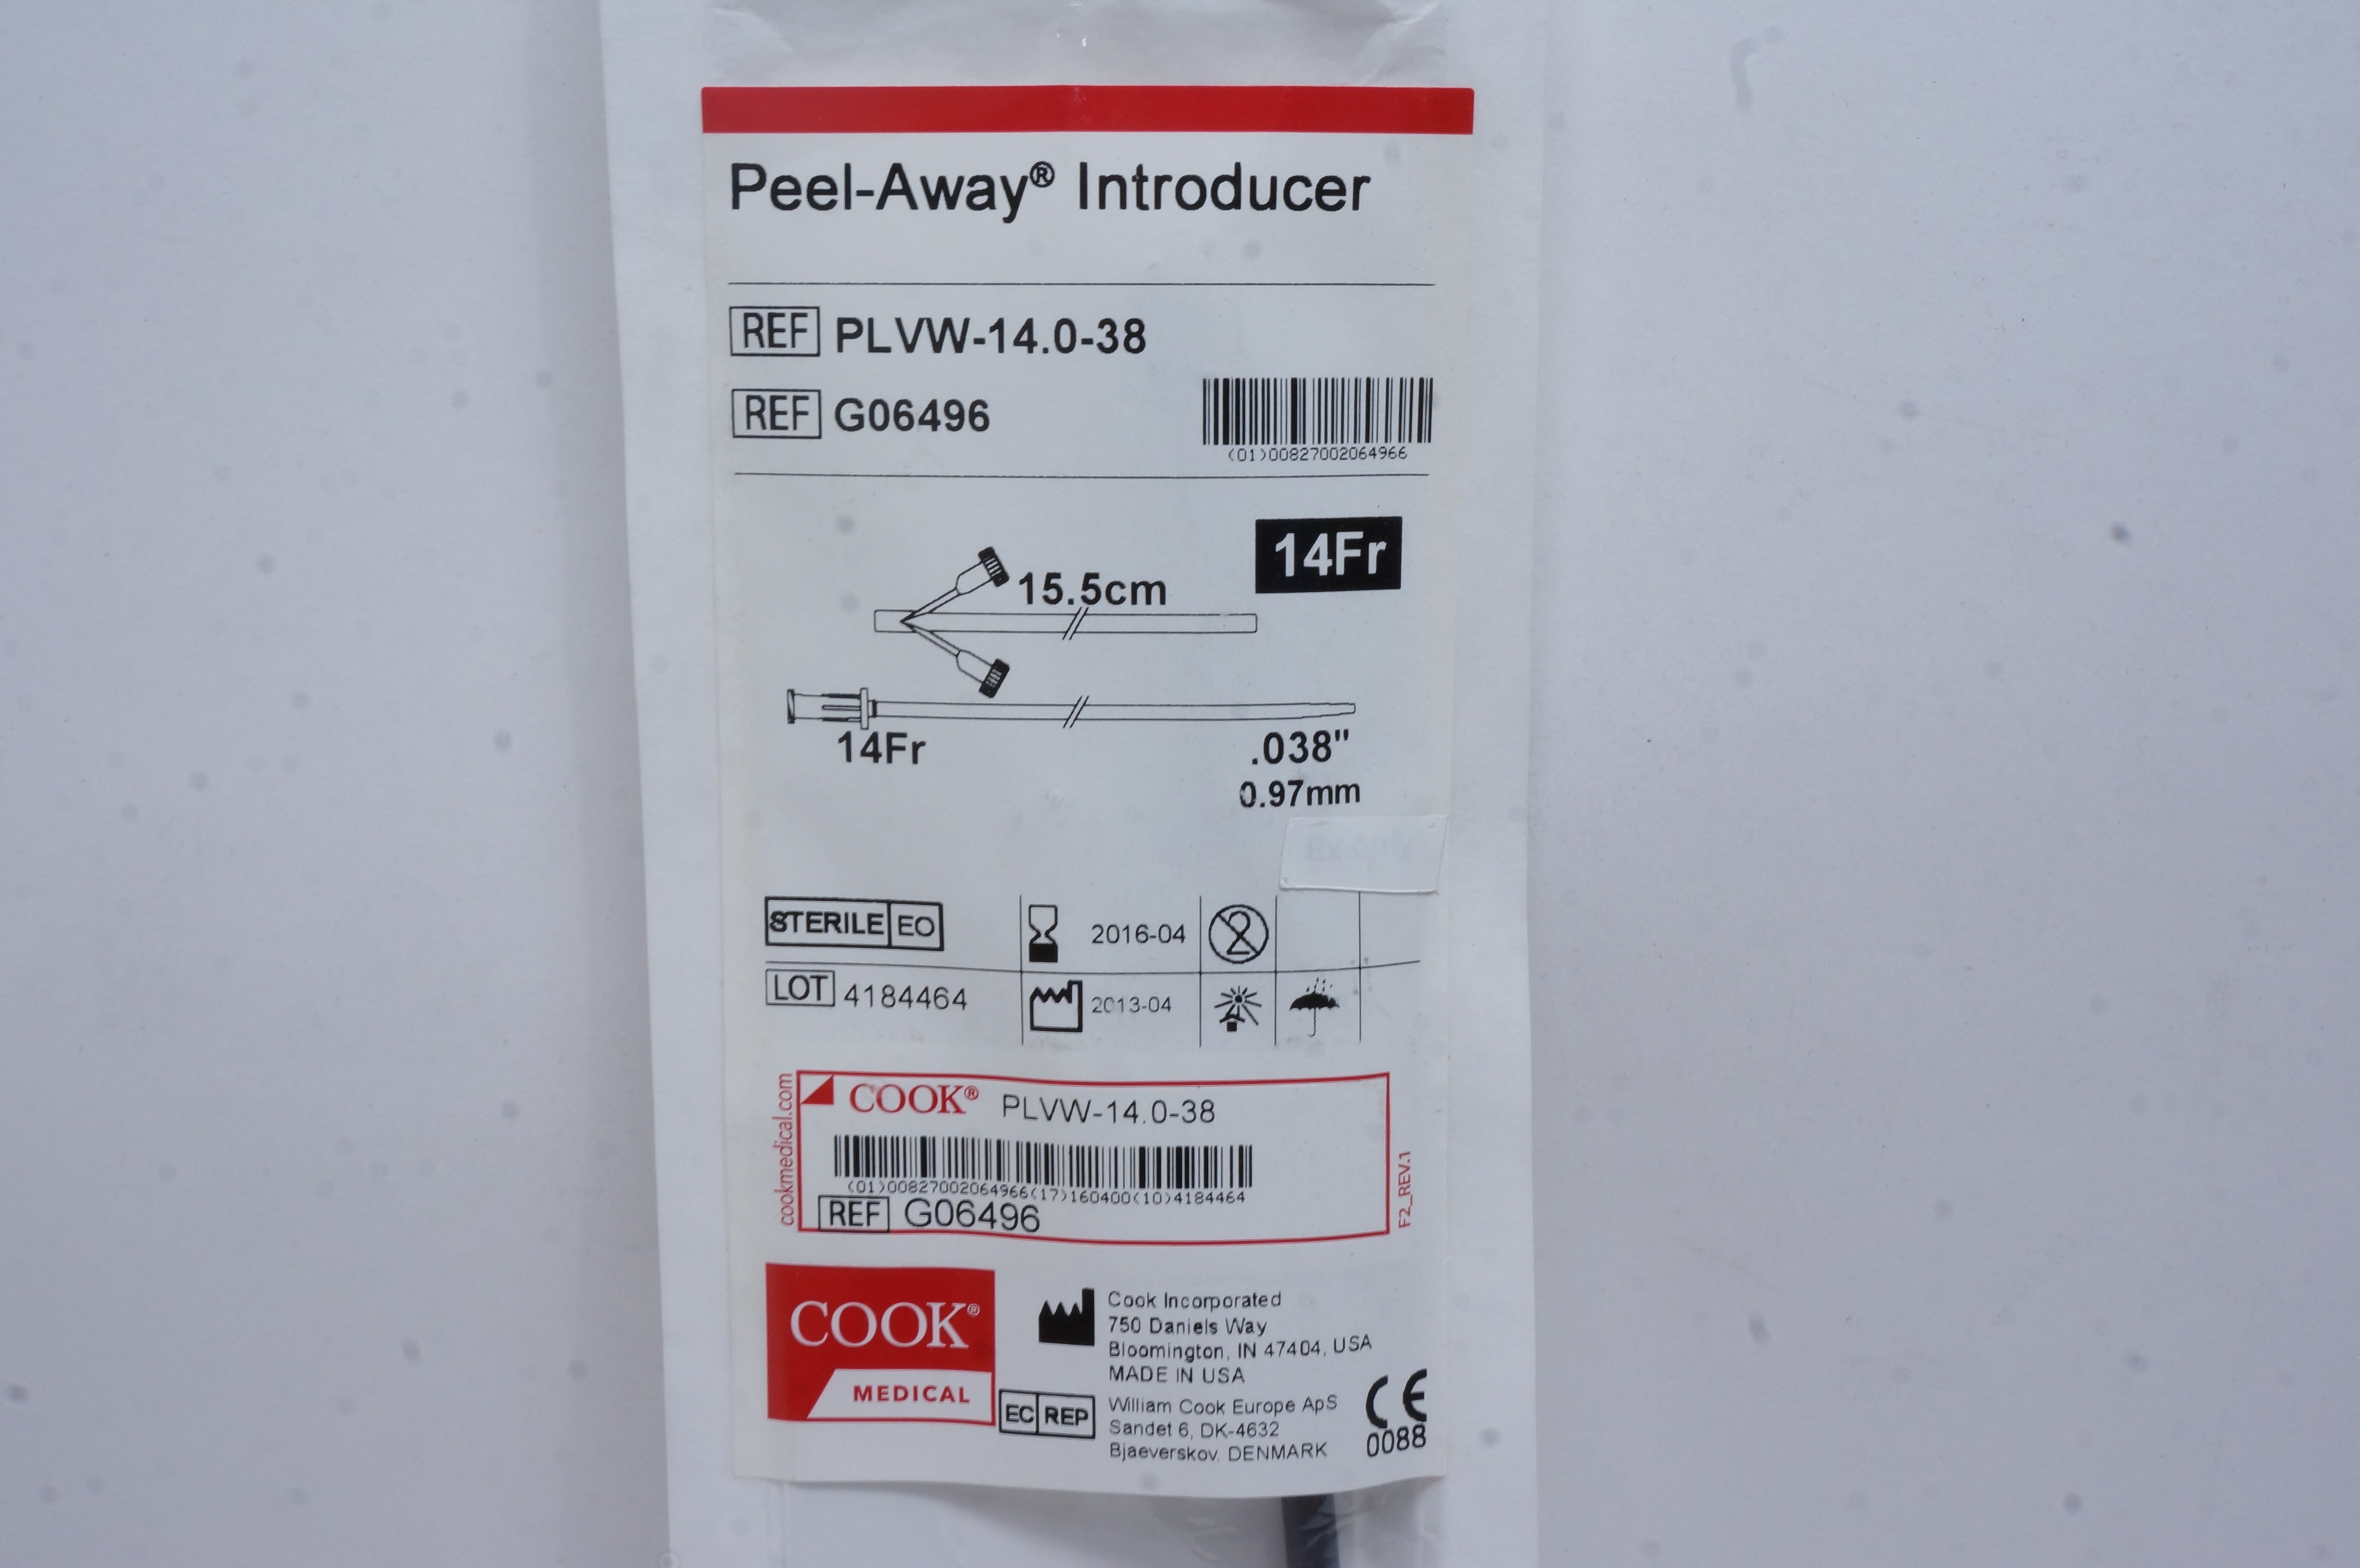 Peel-Away® Introducer
REF PLVW-14.0-38
REF G06496
(01)00827002064966
14Fr
15.5cm
14Fr
.038"
0.97mm
Rx only
STERILE EO
2016-04
2
LOT 4184464
2013-04
cookmedical.com
COOK® PLVW-14.0-38
(01)00827002064966(17)160400(10)4184464
REF G06496
F2_REV.1
COOK®
MEDICAL
Cook Incorporated
750 Daniels Way
Bloomington, IN 47404, USA
MADE IN USA
EC REP
William Cook Europe ApS
Sandet 6, DK-4632
Bjaeverskov, DENMARK
CE
0088